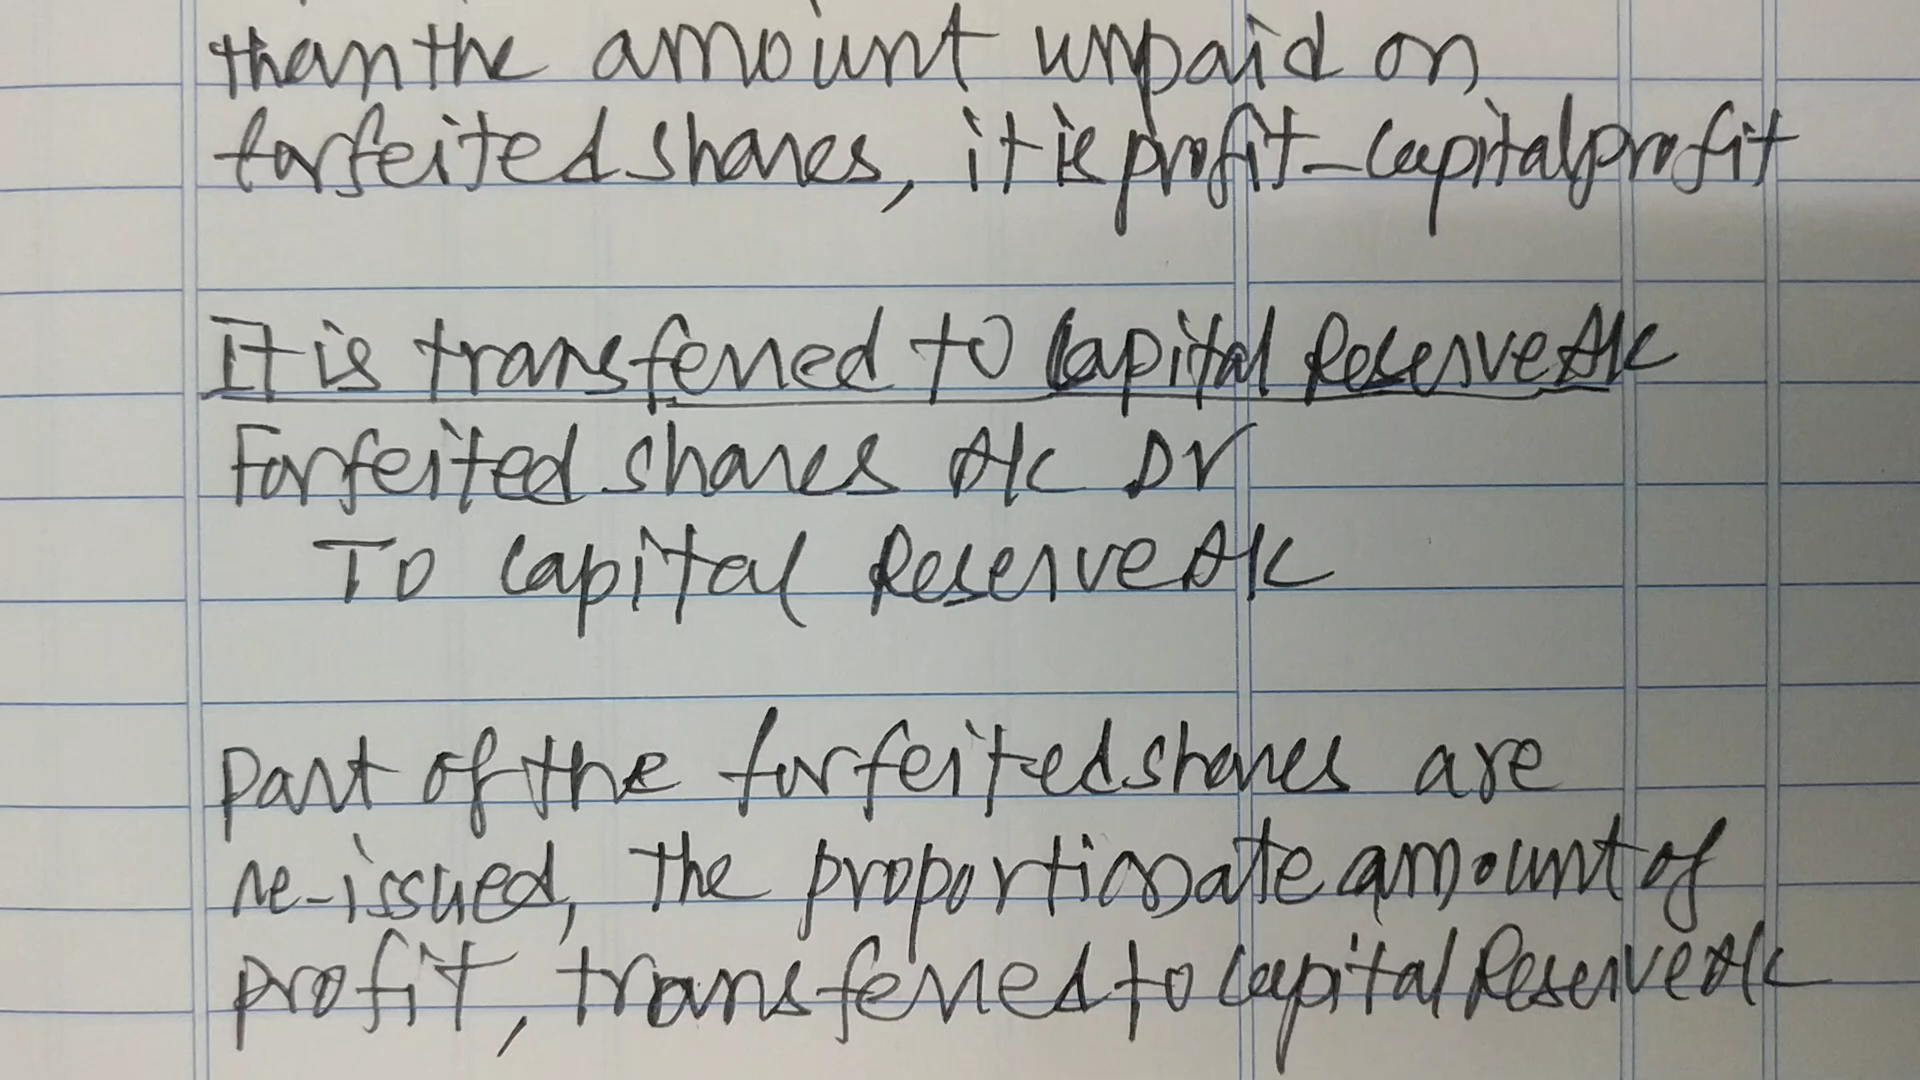 than the amount unpaid on
forfeited shares, it is profit-capital profit
It is transferred to Capital Reserve A/c
Forfeited shares A/c Dr
To capital Reserve A/c
part of the forfeited shares are
re-issued, the proportionate amount of
profit, transferred to capital Reserve A/c